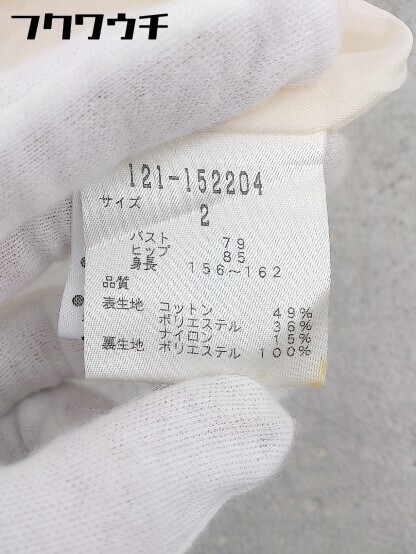 フクワウチ
121-152204
サイズ
2
バスト 79
ヒップ 85
身長 156～162
品質
表生地 コットン 49%
ポリエステル 36%
ナイロン 15%
裏生地 ポリエステル 100%